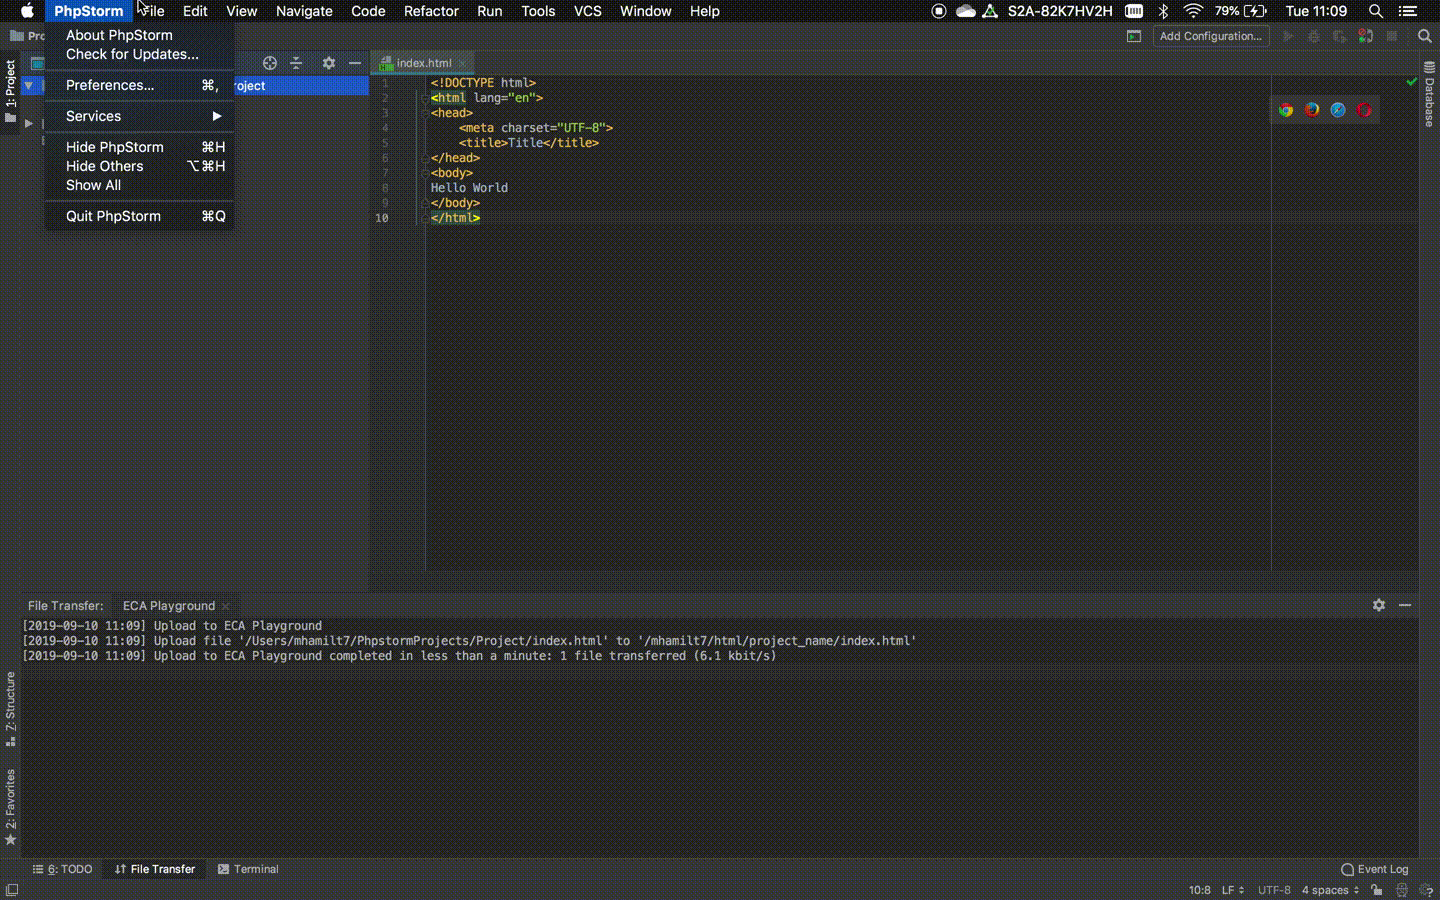 PhpStorm File Edit View Navigate Code Refactor Run Tools VCS Window Help S2A-82K7HV2H 79% Tue 11:09
About PhpStorm
Check for Updates...
Preferences... ⌘,
Services
Hide PhpStorm ⌘H
Hide Others ⌥⌘H
Show All
Quit PhpStorm ⌘Q
Add Configuration...
1: Project
index.html
1 <!DOCTYPE html>
2 <html lang="en">
3 <head>
4 <meta charset="UTF-8">
5 <title>Title</title>
6 </head>
7 <body>
8 Hello World
9 </body>
10 </html>
Database
File Transfer: ECA Playground
[2019-09-10 11:09] Upload to ECA Playground
[2019-09-10 11:09] Upload file '/Users/mhamilt7/PhpstormProjects/Project/index.html' to '/mhamilt7/html/project_name/index.html'
[2019-09-10 11:09] Upload to ECA Playground completed in less than a minute: 1 file transferred (6.1 kbit/s)
Z: Structure
2: Favorites
6: TODO File Transfer Terminal Event Log
10:8 LF UTF-8 4 spaces